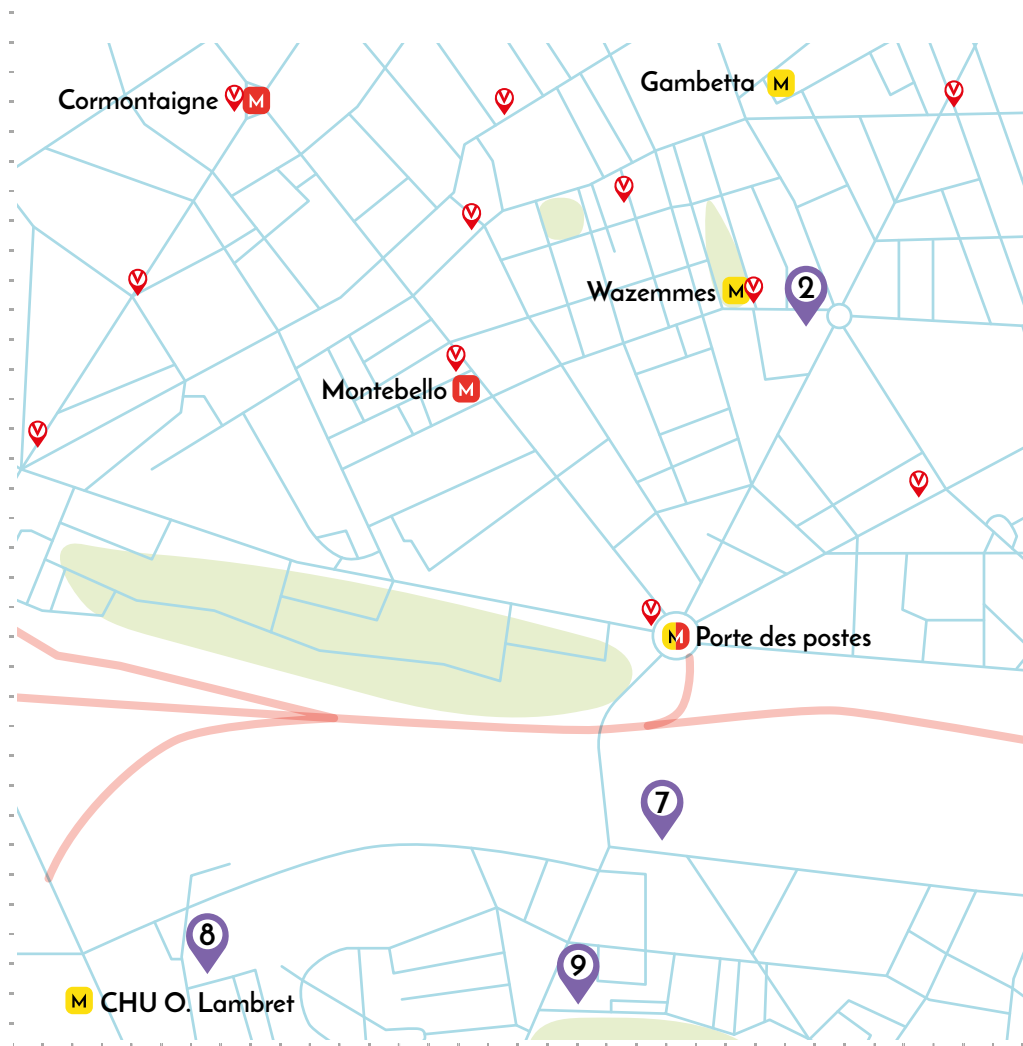 V
V
Gambetta M
V
Cormontaigne V M
V
V
V
Wazemmes M V
2
V
Montebello M
V
V
V
M Porte des postes
7
8
9
M CHU O. Lambret